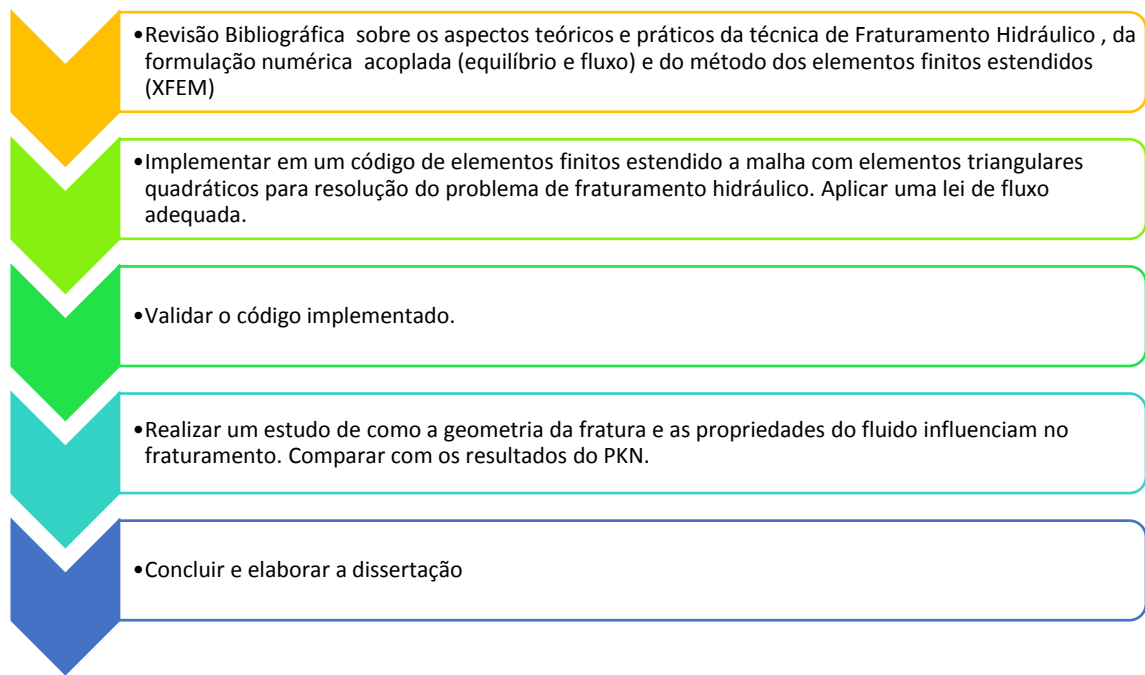 •Revisão Bibliográfica sobre os aspectos teóricos e práticos da técnica de Fraturamento Hidráulico , da
formulação numérica acoplada (equilíbrio e fluxo) e do método dos elementos finitos estendidos
(XFEM)
•Implementar em um código de elementos finitos estendido a malha com elementos triangulares
quadráticos para resolução do problema de fraturamento hidráulico. Aplicar uma lei de fluxo
adequada.
•Validar o código implementado.
•Realizar um estudo de como a geometria da fratura e as propriedades do fluido influenciam no
fraturamento. Comparar com os resultados do PKN.
•Concluir e elaborar a dissertação